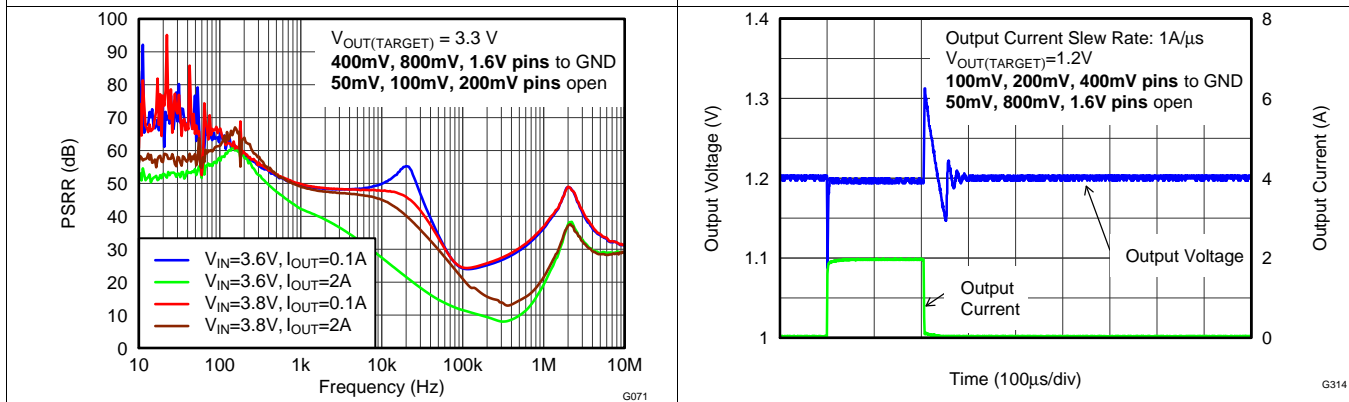 100
90
80
70
60
50
40
30
20
10
0
PSRR (dB)
V_OUT(TARGET) = 3.3 V
400mV, 800mV, 1.6V pins to GND
50mV, 100mV, 200mV pins open
V_IN=3.6V, I_OUT=0.1A
V_IN=3.6V, I_OUT=2A
V_IN=3.8V, I_OUT=0.1A
V_IN=3.8V, I_OUT=2A
10 100 1k 10k 100k 1M 10M
Frequency (Hz)
G071
1.4
1.3
1.2
1.1
1
Output Voltage (V)
Output Current Slew Rate: 1A/μs
V_OUT(TARGET)=1.2V
100mV, 200mV, 400mV pins to GND
50mV, 800mV, 1.6V pins open
Output Voltage
Output
Current
8
6
4
2
0
Output Current (A)
Time (100μs/div)
G314